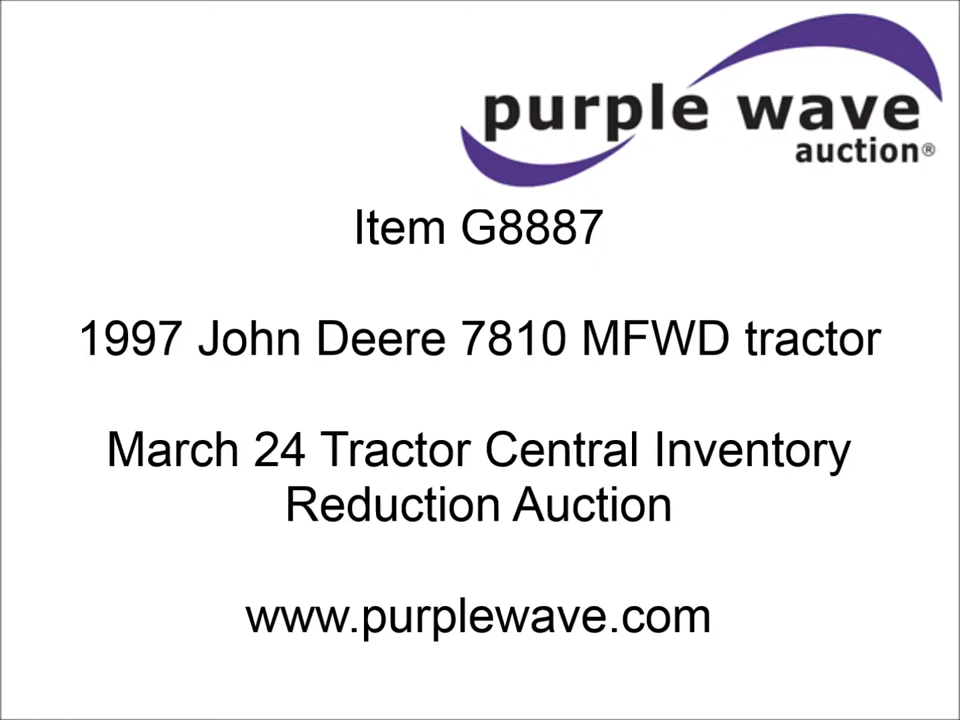 purple wave
auction®
Item G8887
1997 John Deere 7810 MFWD tractor
March 24 Tractor Central Inventory
Reduction Auction
www.purplewave.com